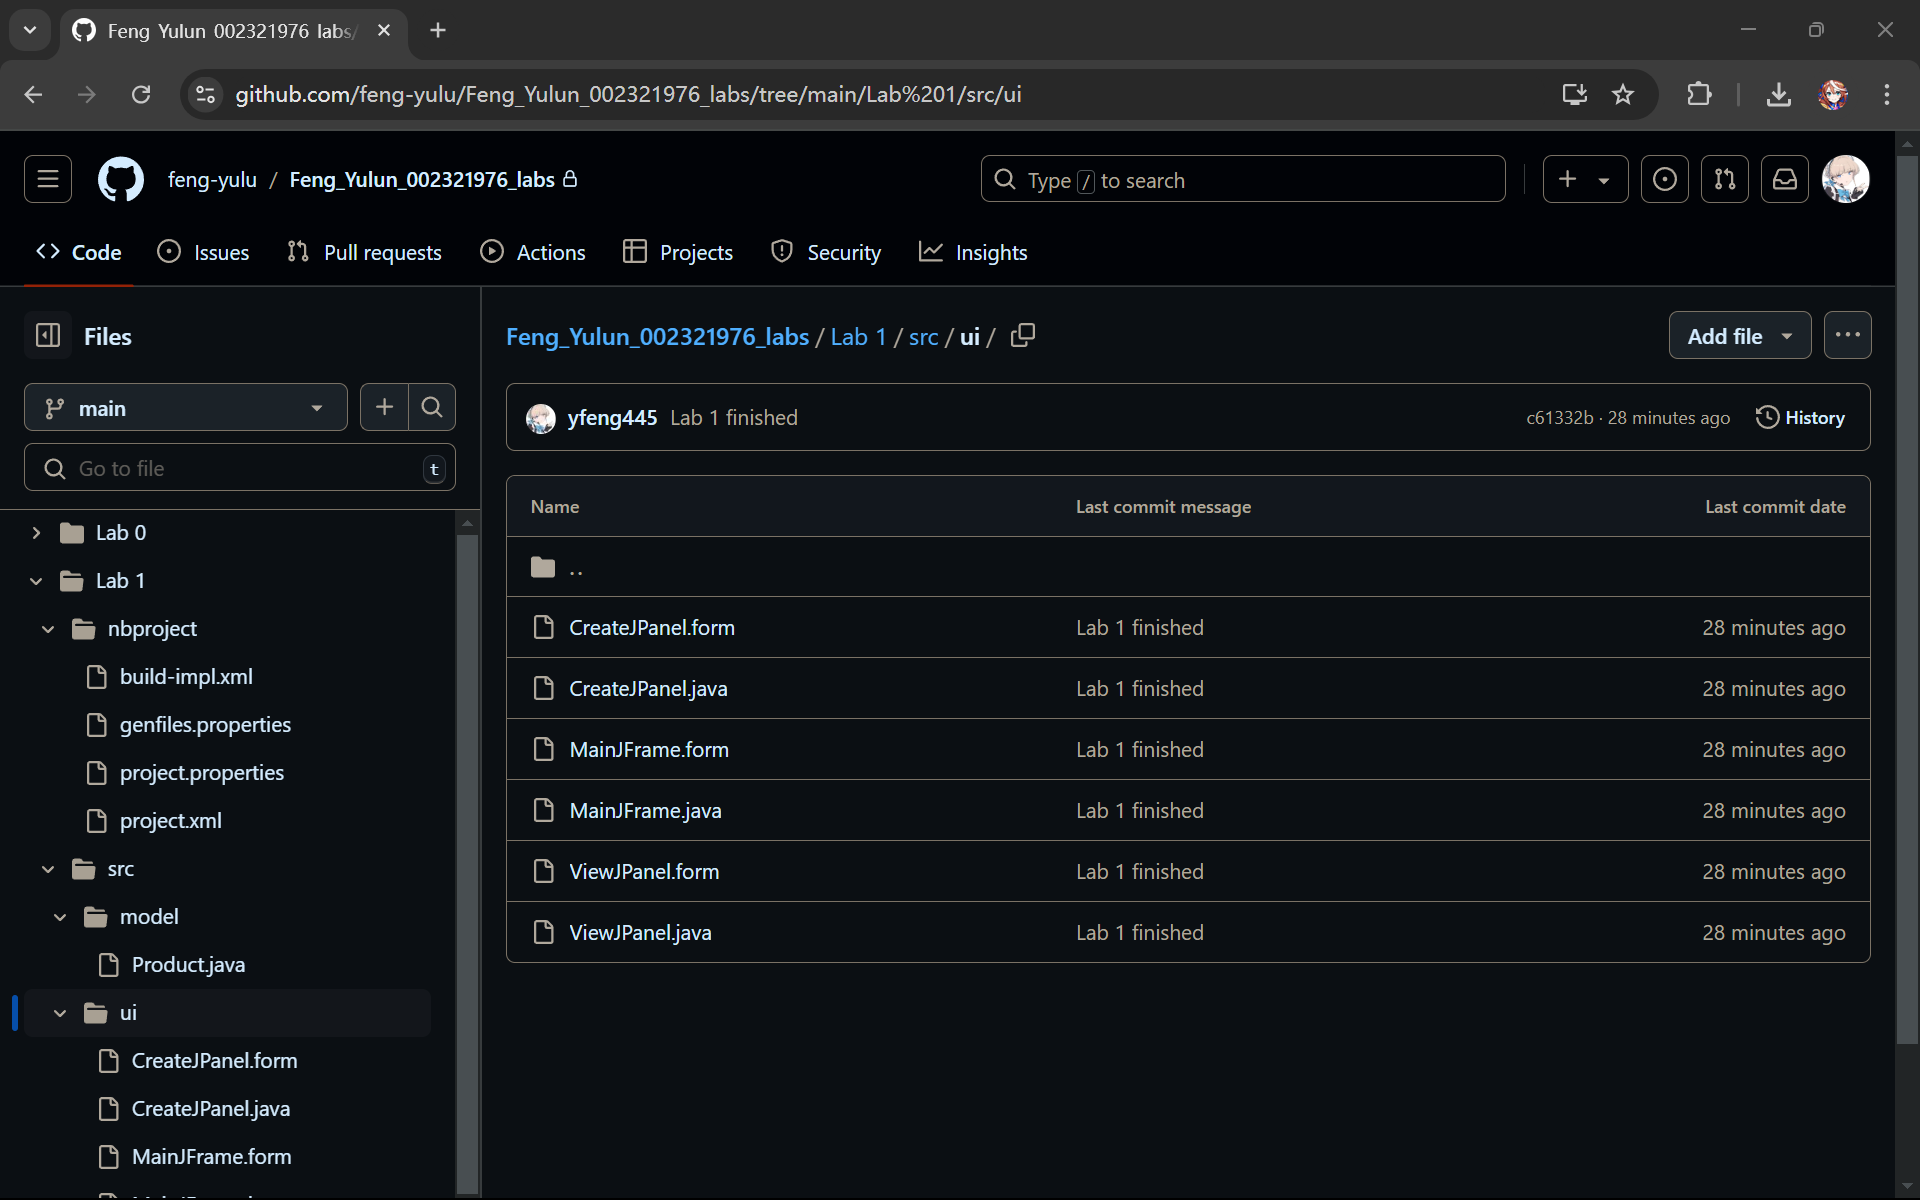 Feng_Yulun_002321976_labs/
github.com/feng-yulu/Feng_Yulun_002321976_labs/tree/main/Lab%201/src/ui
feng-yulu / Feng_Yulun_002321976_labs
Type / to search
Code Issues Pull requests Actions Projects Security Insights
Files
main
Go to file
t
Lab 0
Lab 1
nbproject
build-impl.xml
genfiles.properties
project.properties
project.xml
src
model
Product.java
ui
CreateJPanel.form
CreateJPanel.java
MainJFrame.form
Feng_Yulun_002321976_labs / Lab 1 / src / ui /
Add file
yfeng445 Lab 1 finished
c61332b · 28 minutes ago
History
Name Last commit message Last commit date
..
CreateJPanel.form Lab 1 finished 28 minutes ago
CreateJPanel.java Lab 1 finished 28 minutes ago
MainJFrame.form Lab 1 finished 28 minutes ago
MainJFrame.java Lab 1 finished 28 minutes ago
ViewJPanel.form Lab 1 finished 28 minutes ago
ViewJPanel.java Lab 1 finished 28 minutes ago